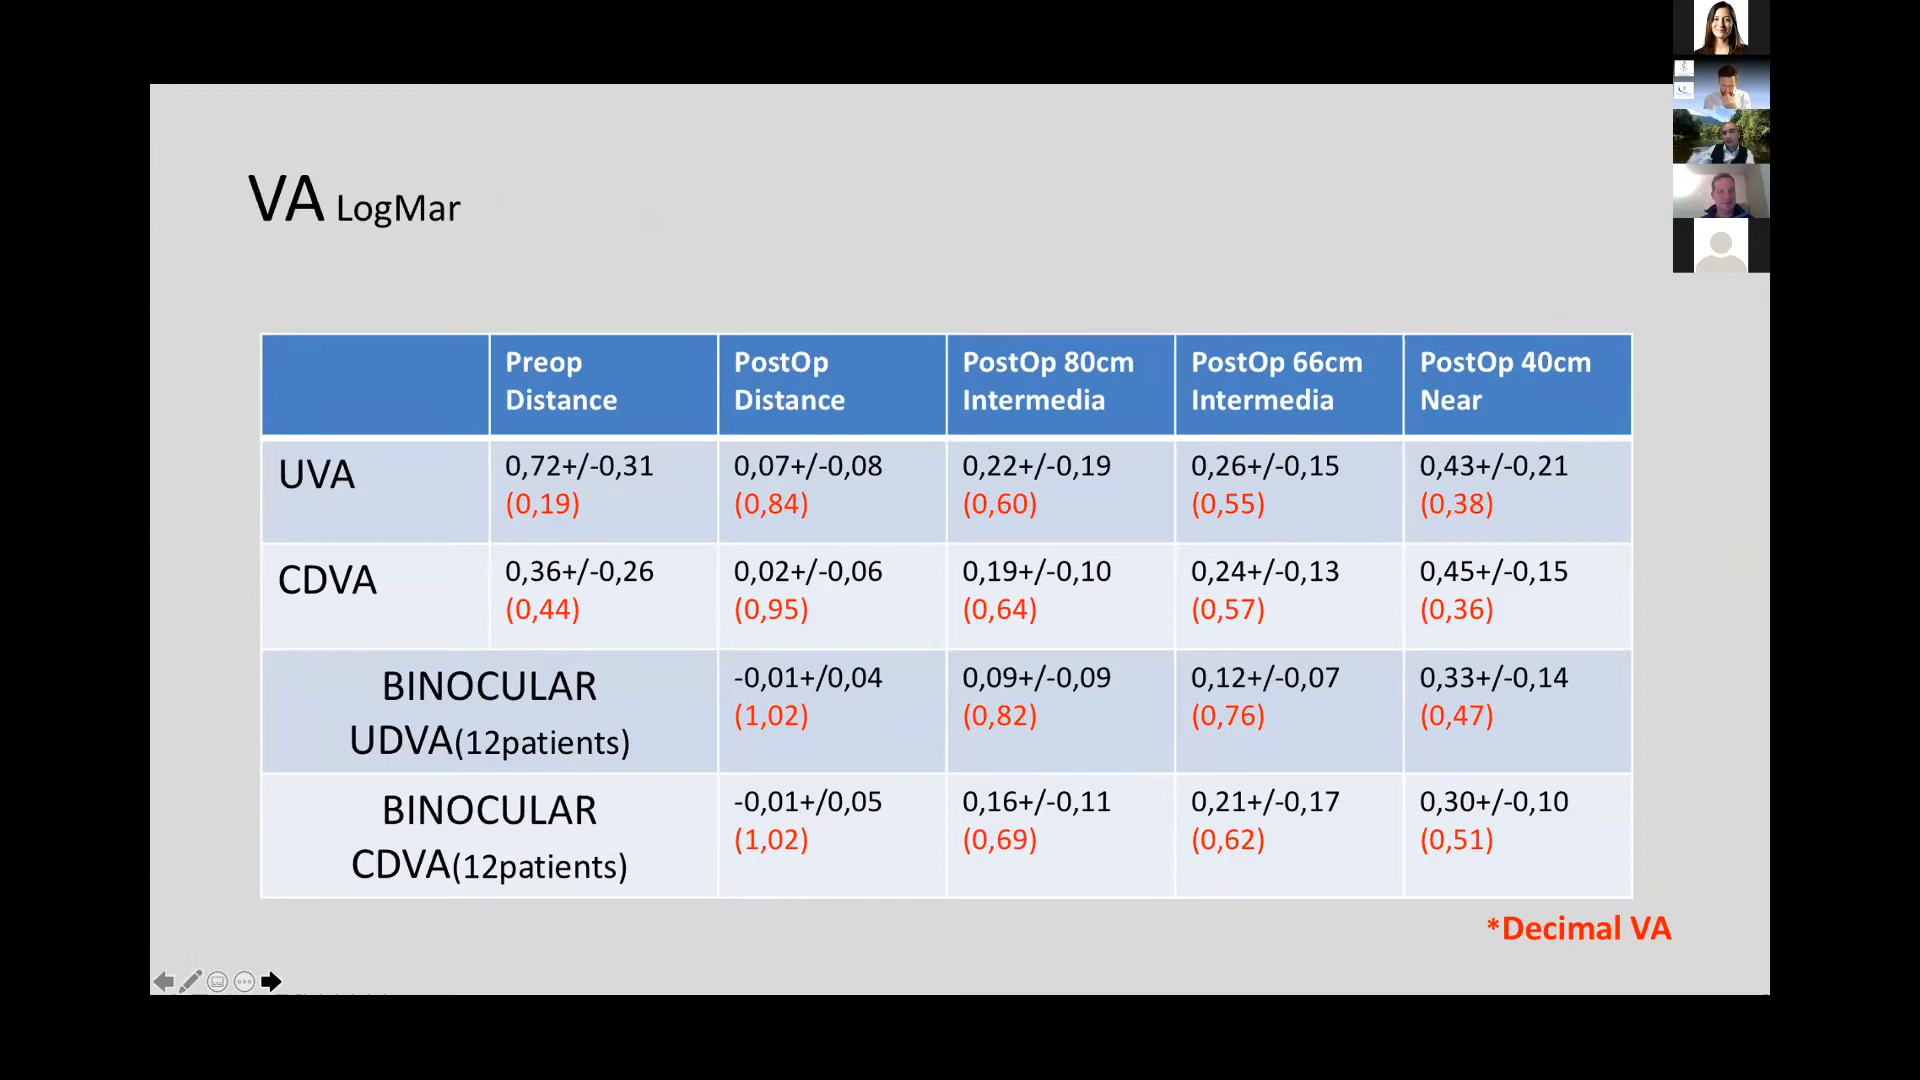 VA LogMar
Preop
Distance
PostOp
Distance
PostOp 80cm
Intermedia
PostOp 66cm
Intermedia
PostOp 40cm
Near
UVA
0,72+/-0,31
(0,19)
0,07+/-0,08
(0,84)
0,22+/-0,19
(0,60)
0,26+/-0,15
(0,55)
0,43+/-0,21
(0,38)
CDVA
0,36+/-0,26
(0,44)
0,02+/-0,06
(0,95)
0,19+/-0,10
(0,64)
0,24+/-0,13
(0,57)
0,45+/-0,15
(0,36)
BINOCULAR
UDVA(12patients)
-0,01+/0,04
(1,02)
0,09+/-0,09
(0,82)
0,12+/-0,07
(0,76)
0,33+/-0,14
(0,47)
BINOCULAR
CDVA(12patients)
-0,01+/0,05
(1,02)
0,16+/-0,11
(0,69)
0,21+/-0,17
(0,62)
0,30+/-0,10
(0,51)
*Decimal VA